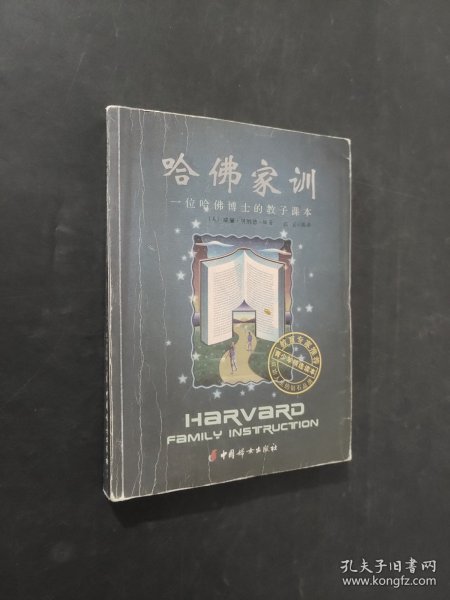 哈佛家训
一位哈佛博士的教子课本
HARVARD
FAMILY INSTRUCTION
中国妇女出版社
孔夫子旧书网
www.kongfz.com